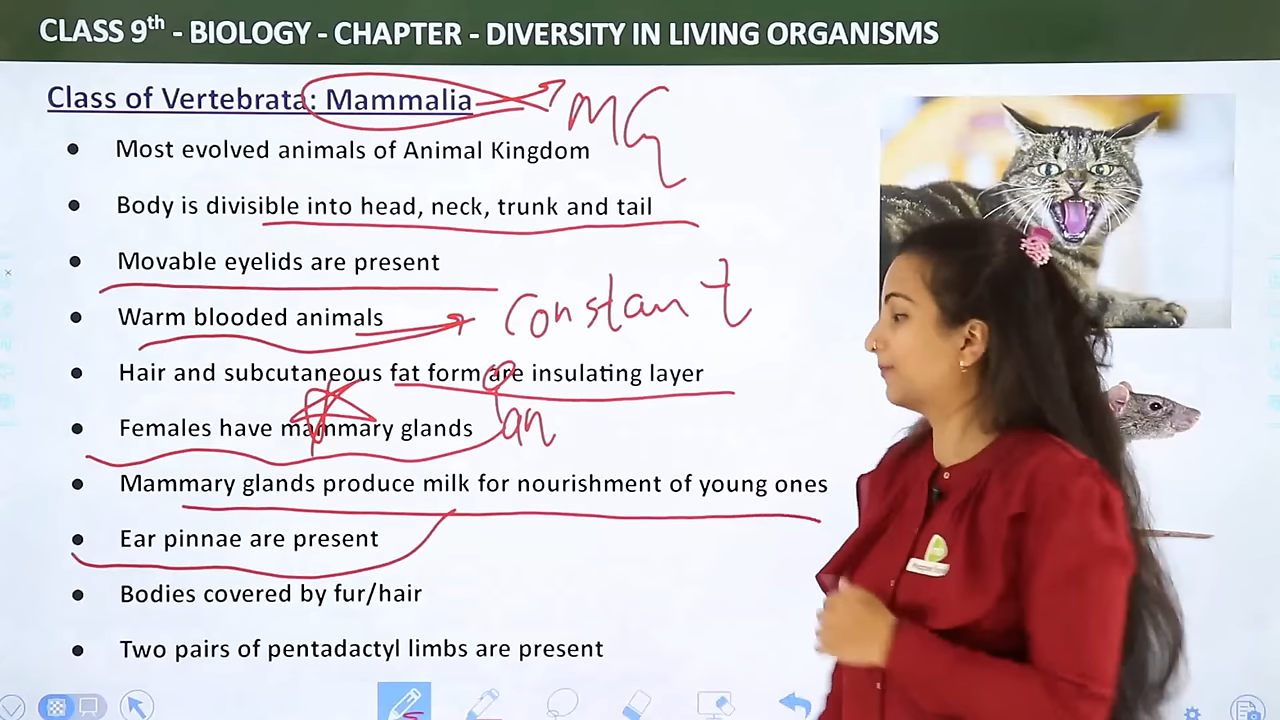 CLASS 9th - BIOLOGY - CHAPTER - DIVERSITY IN LIVING ORGANISMS
Class of Vertebrata: Mammalia
MG
Most evolved animals of Animal Kingdom
Body is divisible into head, neck, trunk and tail
Movable eyelids are present
Warm blooded animals
constant
Hair and subcutaneous fat form are insulating layer
an
Females have mammary glands
Mammary glands produce milk for nourishment of young ones
Ear pinnae are present
Bodies covered by fur/hair
Two pairs of pentadactyl limbs are present